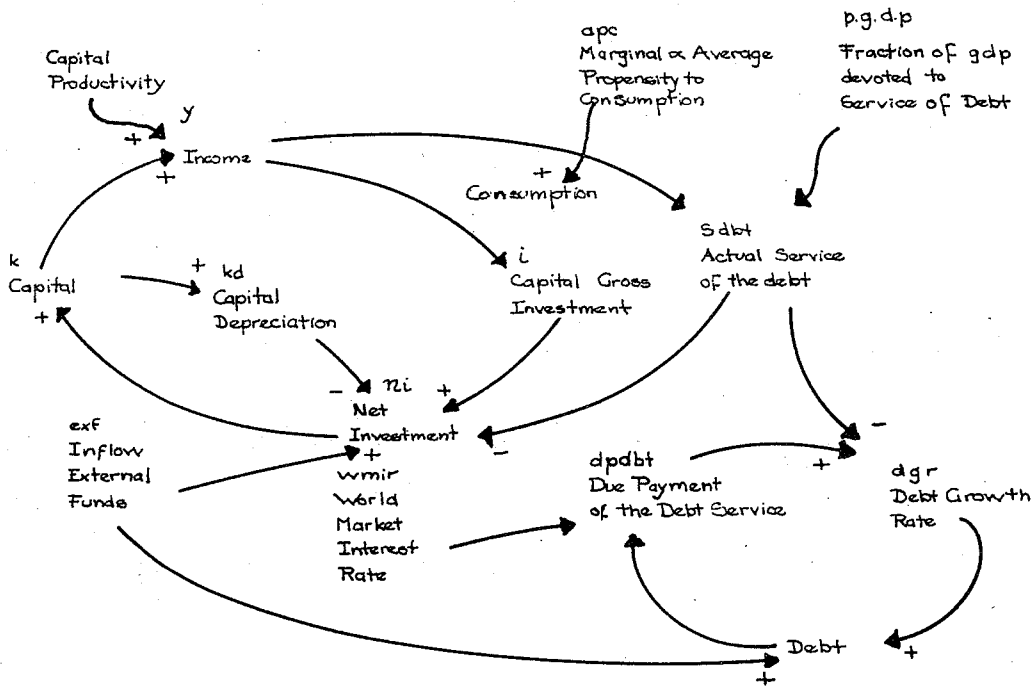 apc
Marginal α Average
Propensity to
Consumption
p.g.d.p
Fraction of gdp
devoted to
Service of Debt
Capital
Productivity
y
+
Income
+
+
Consumption
k
Capital
+
+ kd
Capital
Depreciation
i
Capital Gross
Investment
Sdbt
Actual Service
of the debt
- ni +
Net
Investment
+
-
exf
Inflow
External
Funds
wmir
World
Market
Interest
Rate
dpdbt
Due Payment
of the Debt Service
+
-
dgr
Debt Growth
Rate
Debt
+
+